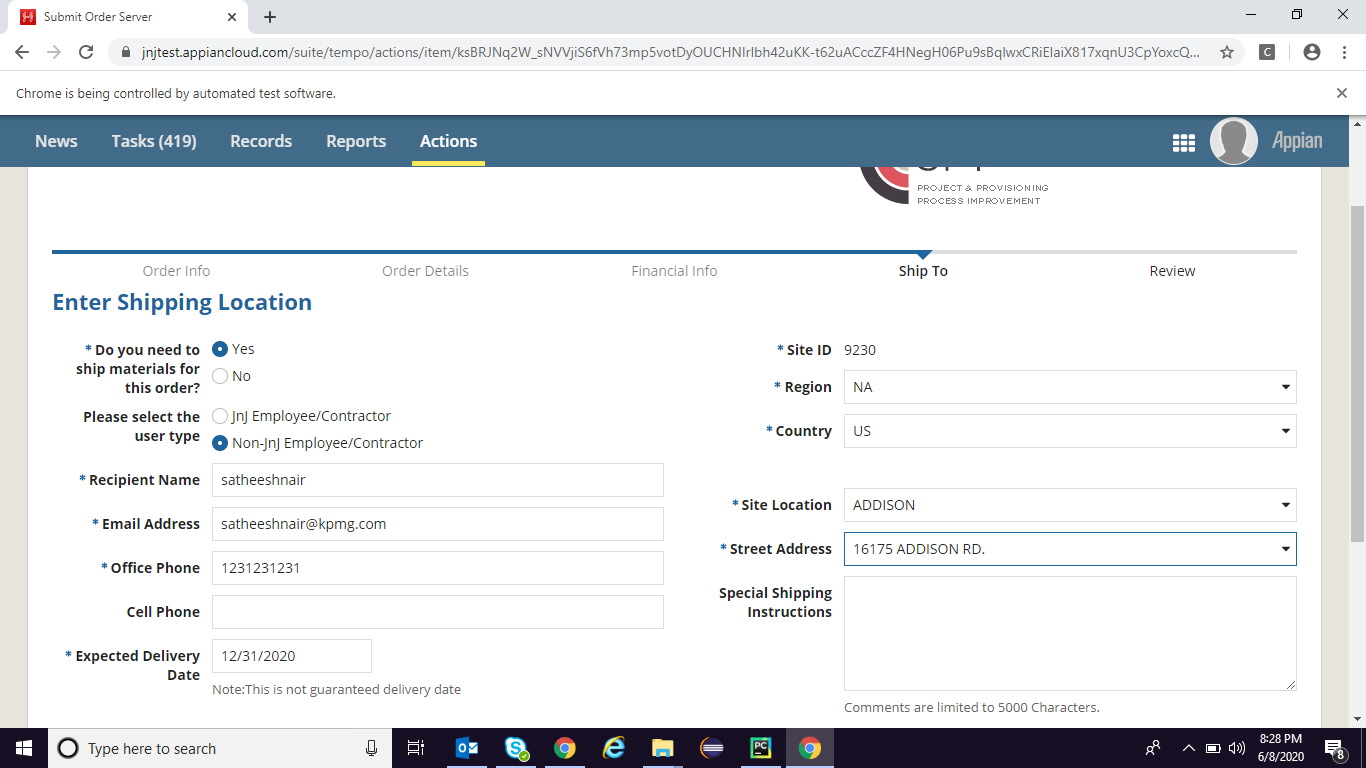 Submit Order Server
jnjtest.appiancloud.com/suite/tempo/actions/item/ksBRJNq2W_sNVVjiS6fVh73mp5votDyOUCHNIrIbh42uKK-t62uACccZF4HNegH06Pu9sBqlwxCRiEIaiX817xqnU3CpYoxcQ...
C
Chrome is being controlled by automated test software.
News Tasks (419) Records Reports Actions
Appian
PROJECT & PROVISIONING
PROCESS IMPROVEMENT
Order Info Order Details Financial Info Ship To Review
Enter Shipping Location
* Do you need to ship materials for this order?
Yes
No
Please select the user type
JnJ Employee/Contractor
Non-JnJ Employee/Contractor
* Recipient Name satheeshnair
* Email Address satheeshnair@kpmg.com
* Office Phone 1231231231
Cell Phone
* Expected Delivery Date 12/31/2020
Note:This is not guaranteed delivery date
* Site ID 9230
* Region NA
* Country US
* Site Location ADDISON
* Street Address 16175 ADDISON RD.
Special Shipping Instructions
Comments are limited to 5000 Characters.
Type here to search
PC
8:28 PM
6/8/2020
8